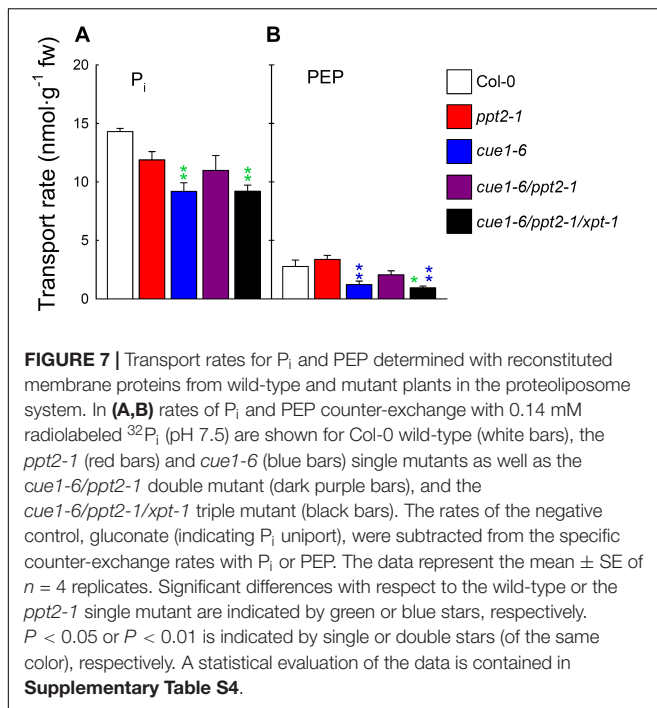 A
B
P_i
PEP
Transport rate (nmol·g⁻¹ fw)
20
15
10
5
0
**
**
**
*
**
Col-0
ppt2-1
cue1-6
cue1-6/ppt2-1
cue1-6/ppt2-1/xpt-1
FIGURE 7 | Transport rates for Pᵢ and PEP determined with reconstituted
membrane proteins from wild-type and mutant plants in the proteoliposome
system. In (A,B) rates of Pᵢ and PEP counter-exchange with 0.14 mM
radiolabeled ³²Pᵢ (pH 7.5) are shown for Col-0 wild-type (white bars), the
ppt2-1 (red bars) and cue1-6 (blue bars) single mutants as well as the
cue1-6/ppt2-1 double mutant (dark purple bars), and the
cue1-6/ppt2-1/xpt-1 triple mutant (black bars). The rates of the negative
control, gluconate (indicating Pᵢ uniport), were subtracted from the specific
counter-exchange rates with Pᵢ or PEP. The data represent the mean ± SE of
n = 4 replicates. Significant differences with respect to the wild-type or the
ppt2-1 single mutant are indicated by green or blue stars, respectively.
P < 0.05 or P < 0.01 is indicated by single or double stars (of the same
color), respectively. A statistical evaluation of the data is contained in
Supplementary Table S4.